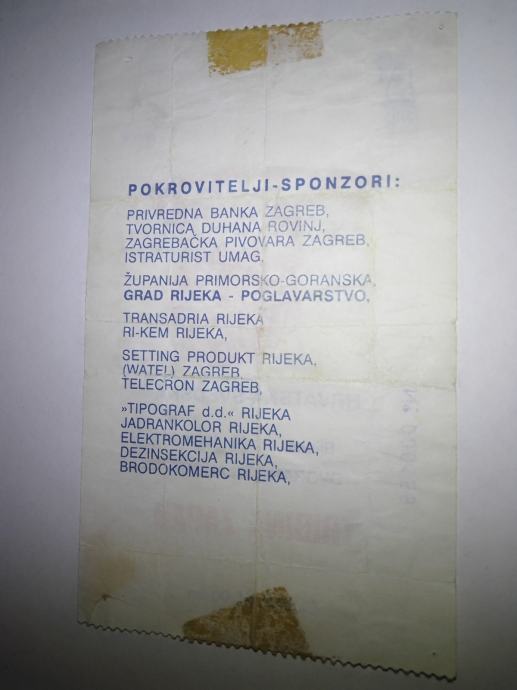 POKROVITELJI-SPONZORI:
PRIVREDNA BANKA ZAGREB,
TVORNICA DUHANA ROVINJ,
ZAGREBAČKA PIVOVARA ZAGREB,
ISTRATURIST UMAG,
ŽUPANIJA PRIMORSKO-GORANSKA,
GRAD RIJEKA - POGLAVARSTVO,
TRANSADRIA RIJEKA
RI-KEM RIJEKA,
SETTING PRODUKT RIJEKA,
(WATEL) ZAGREB,
TELECRON ZAGREB,
»TIPOGRAF d.d.« RIJEKA
JADRANKOLOR RIJEKA,
ELEKTROMEHANIKA RIJEKA,
DEZINSEKCIJA RIJEKA,
BRODOKOMERC RIJEKA,